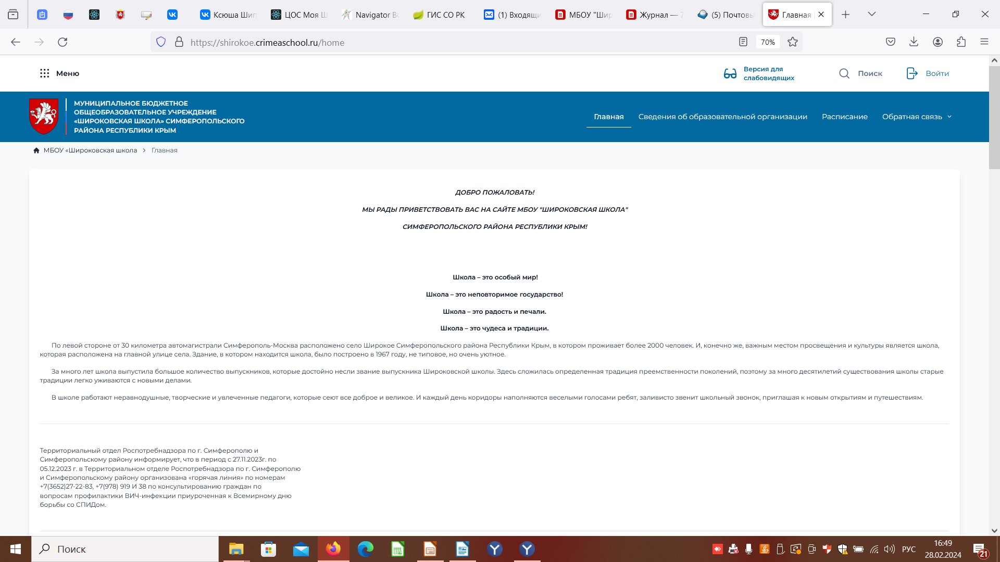 Ксюша Шип
ЦОС Моя Ш
Navigator Вс
ГИС СО РК
(1) Входящи
МБОУ "Шир
Журнал — 7
(5) Почтовы
Главная
https://shirokoe.crimeaschool.ru/home
70%
Меню
Версия для
слабовидящих
Поиск
Войти
МУНИЦИПАЛЬНОЕ БЮДЖЕТНОЕ
ОБЩЕОБРАЗОВАТЕЛЬНОЕ УЧРЕЖДЕНИЕ
«ШИРОКОВСКАЯ ШКОЛА» СИМФЕРОПОЛЬСКОГО
РАЙОНА РЕСПУБЛИКИ КРЫМ
Главная
Сведения об образовательной организации
Расписание
Обратная связь
МБОУ «Широковская школа > Главная
ДОБРО ПОЖАЛОВАТЬ!
МЫ РАДЫ ПРИВЕТСТВОВАТЬ ВАС НА САЙТЕ МБОУ "ШИРОКОВСКАЯ ШКОЛА"
СИМФЕРОПОЛЬСКОГО РАЙОНА РЕСПУБЛИКИ КРЫМ!
Школа – это особый мир!
Школа – это неповторимое государство!
Школа – это радость и печали.
Школа – это чудеса и традиции.
По левой стороне от 30 километра автомагистрали Симферополь-Москва расположено село Широкое Симферопольского района Республики Крым, в котором проживает более 2000 человек. И, конечно же, важным местом просвещения и культуры является школа,
которая расположена на главной улице села. Здание, в котором находится школа, было построено в 1967 году, не типовое, но очень уютное.
За много лет школа выпустила большое количество выпускников, которые достойно несли звание выпускника Широковской школы. Здесь сложилась определенная традиция преемственности поколений, поэтому за много десятилетий существования школы старые
традиции легко уживаются с новыми делами.
В школе работают неравнодушные, творческие и увлеченные педагоги, которые сеют все доброе и великое. И каждый день коридоры наполняются веселыми голосами ребят, заливисто звенит школьный звонок, приглашая к новым открытиям и путешествиям.
Территориальный отдел Роспотребнадзора по г. Симферополю и
Симферопольскому району информирует, что в период с 27.11.2023г. по
05.12.2023 г. в Территориальном отделе Роспотребнадзора по г. Симферополю
и Симферопольскому району организована «горячая линия» по номерам
+7(3652)27-22-83, +7(978) 919 И 38 по консультированию граждан по
вопросам профилактики ВИЧ-инфекции приуроченная к Всемирному дню
борьбы со СПИДом.
Поиск
РУС
16:49
28.02.2024
21